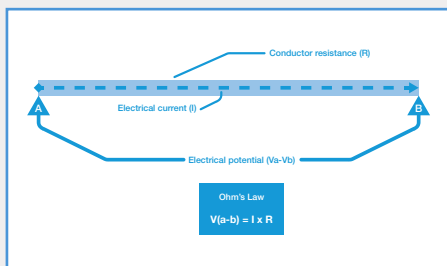 Conductor resistance (R)
Electrical current (I)
A
B
Electrical potential (Va-Vb)
Ohm's Law
V(a-b) = I x R